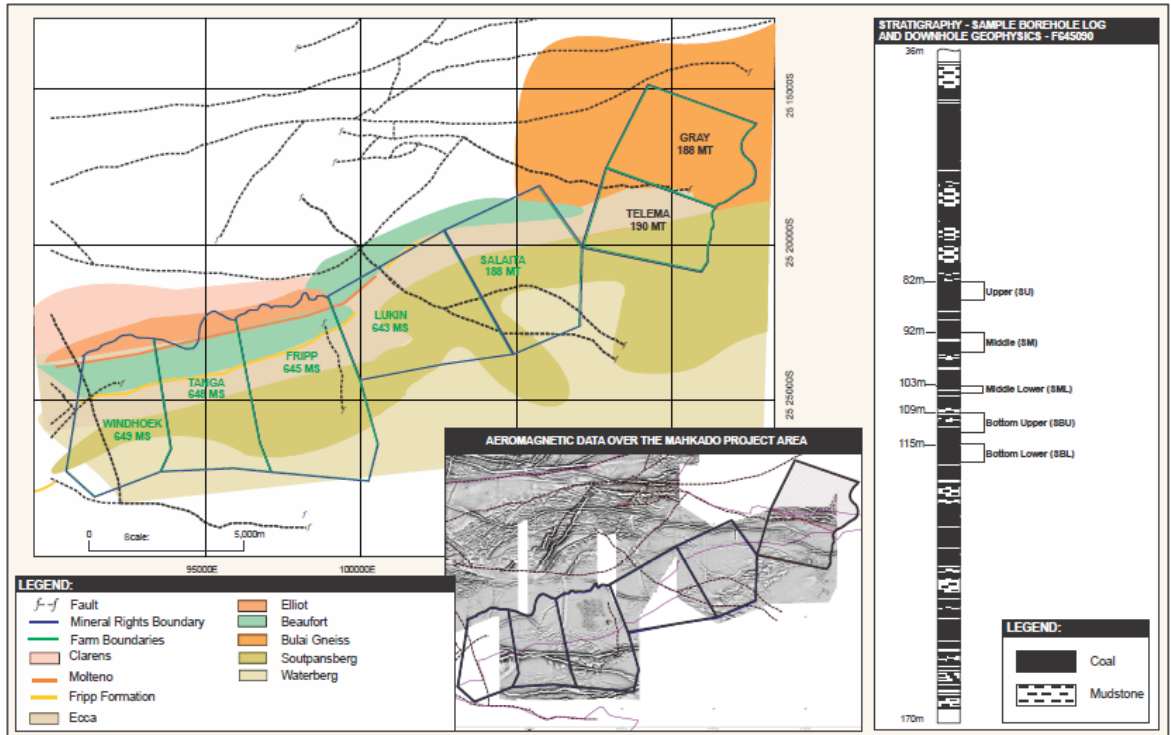 GRAY
188 MT
TELEMA
190 MT
SALAITA
188 MT
LUKIN
643 MS
FRIPP
645 MS
TANGA
648 MS
WINDHOEK
649 MS
25 15000S
25 20000S
25 25000S
0 Scale: 5,000m
95000E
100000E
AEROMAGNETIC DATA OVER THE MAHKADO PROJECT AREA
LEGEND:
f- -f Fault
Mineral Rights Boundary
Farm Boundaries
Clarens
Molteno
Fripp Formation
Ecca
Elliot
Beaufort
Bulai Gneiss
Soutpansberg
Waterberg
STRATIGRAPHY - SAMPLE BOREHOLE LOG
AND DOWNHOLE GEOPHYSICS - F645090
36m
82m
Upper (SU)
92m
Middle (SM)
103m
Middle Lower (SML)
109m
Bottom Upper (SBU)
115m
Bottom Lower (SBL)
170m
LEGEND:
Coal
Mudstone